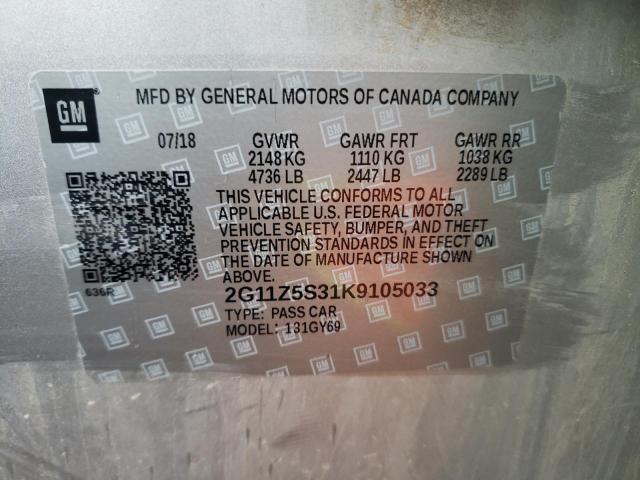 GM MFD BY GENERAL MOTORS OF CANADA COMPANY
07/18 GVWR GAWR FRT GAWR RR
2148 KG 1110 KG 1038 KG
4736 LB 2447 LB 2289 LB
THIS VEHICLE CONFORMS TO ALL
APPLICABLE U.S. FEDERAL MOTOR
VEHICLE SAFETY, BUMPER, AND THEFT
PREVENTION STANDARDS IN EFFECT ON
THE DATE OF MANUFACTURE SHOWN
ABOVE.
636R 2G11Z5S31K9105033
TYPE: PASS CAR
MODEL: 131GY69